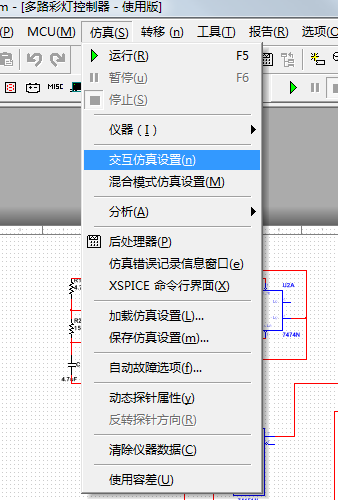 m - [多路彩灯控制器 - 使用版]
(P) MCU(M) 仿真(S) 转移(n) 工具(T) 报告(R) 选项(O
运行(R) F5
暂停(u) F6
MISC
停止(S)
仪器(I)
交互仿真设置(n)
混合模式仿真设置(M)
分析(A)
后处理器(P)
仿真错误记录信息窗口(e)
XSPICE 命令行界面(X)
U2A
加载仿真设置(L)...
7474N
保存仿真设置(m)...
自动故障选项(f)...
动态探针属性(y)
反转探针方向(R)
清除仪器数据(C)
使用容差(U)